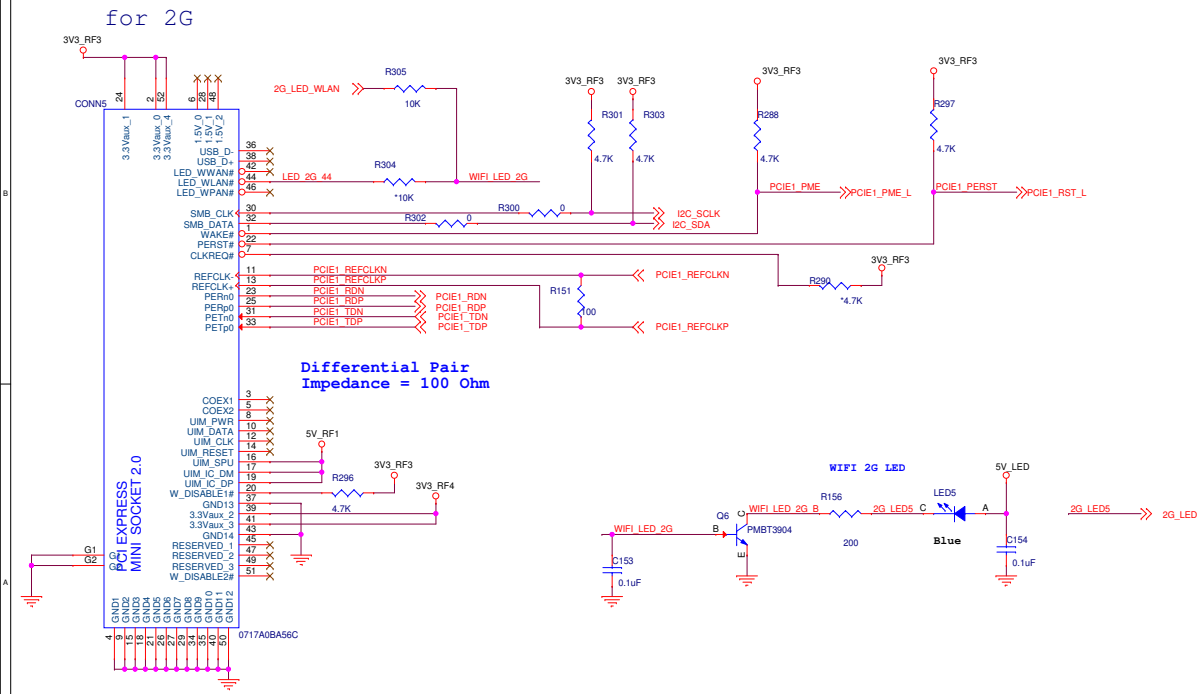 for 2G
3V3_RF3
CONN5
24
2
52
6
28
48
3.3Vaux_1
3.3Vaux_0
3.3Vaux_4
1.5V_0
1.5V_1
1.5V_2
2G_LED_WLAN
R305
10K
USB_D- 36
USB_D+ 38
LED_WWAN# 42
LED_WLAN# 44 LED_2G_44
LED_WPAN# 46
R304
*10K
WIFI_LED_2G
SMB_CLK 30
SMB_DATA 32
WAKE# 1
PERST# 22
CLKREQ# 7
R300 0
R302 0
3V3_RF3
R301
4.7K
3V3_RF3
R303
4.7K
I2C_SCLK
I2C_SDA
3V3_RF3
R288
4.7K
PCIE1_PME
PCIE1_PME_L
3V3_RF3
R297
4.7K
PCIE1_PERST
PCIE1_RST_L
3V3_RF3
R290
*4.7K
REFCLK- 11 PCIE1_REFCLKN
REFCLK+ 13 PCIE1_REFCLKP
PERn0 23 PCIE1_RDN PCIE1_RDN
PERp0 25 PCIE1_RDP PCIE1_RDP
PETn0 31 PCIE1_TDN PCIE1_TDN
PETp0 33 PCIE1_TDP PCIE1_TDP
R151
100
PCIE1_REFCLKN
PCIE1_REFCLKP
B
Differential Pair
Impedance = 100 Ohm
COEX1 3
COEX2 5
UIM_PWR 8
UIM_DATA 10
UIM_CLK 12
UIM_RESET 14
UIM_SPU 16
UIM_IC_DM 17
UIM_IC_DP 19
W_DISABLE1# 20
GND13 37
3.3Vaux_2 39
3.3Vaux_3 41
GND14 43
RESERVED_1 45
RESERVED_2 47
RESERVED_3 49
W_DISABLE2# 51
5V_RF1
R296
4.7K
3V3_RF3
3V3_RF4
PCI EXPRESS
MINI SOCKET 2.0
G1
G2
A
GND1
GND2
GND3
GND4
GND5
GND6
GND7
GND8
GND9
GND10
GND11
GND12
4
9
15
18
21
26
27
29
34
35
40
50
0717A0BA56C
WIFI 2G LED
WIFI_LED_2G
C153
0.1uF
B
Q6
C
E
PMBT3904
WIFI_LED_2G_B
R156
200
2G_LED5
C
LED5
A
Blue
5V_LED
C154
0.1uF
2G_LED5
2G_LED